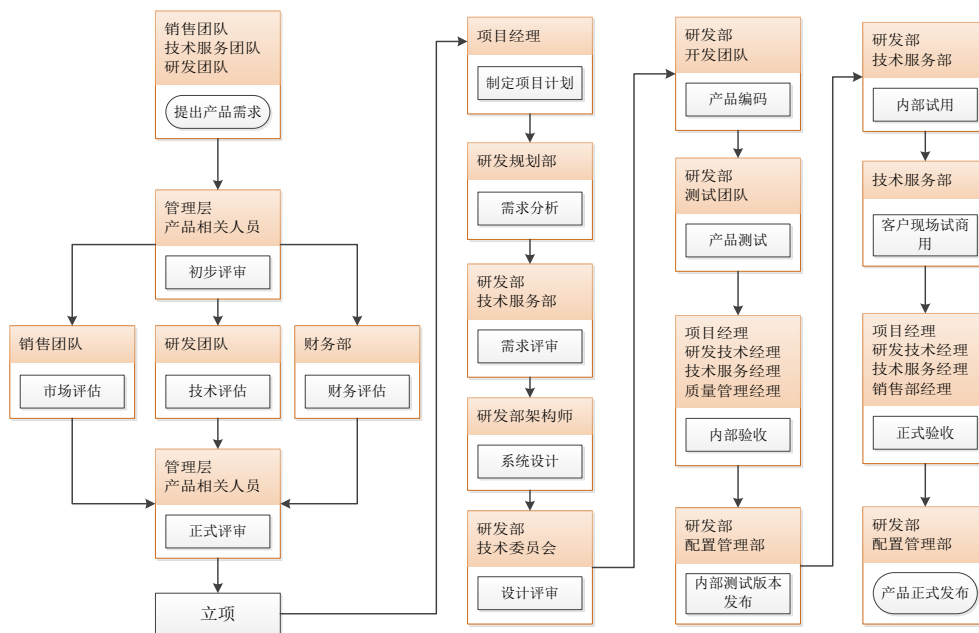 销售团队
技术服务团队
研发团队
提出产品需求
管理层
产品相关人员
初步评审
销售团队
市场评估
研发团队
技术评估
财务部
财务评估
管理层
产品相关人员
正式评审
立项
项目经理
制定项目计划
研发规划部
需求分析
研发部
技术服务部
需求评审
研发部架构师
系统设计
研发部
技术委员会
设计评审
研发部
开发团队
产品编码
研发部
测试团队
产品测试
项目经理
研发技术经理
技术服务经理
质量管理经理
内部验收
研发部
配置管理部
内部测试版本
发布
研发部
技术服务部
内部试用
技术服务部
客户现场试商
用
项目经理
研发技术经理
技术服务经理
销售部经理
正式验收
研发部
配置管理部
产品正式发布